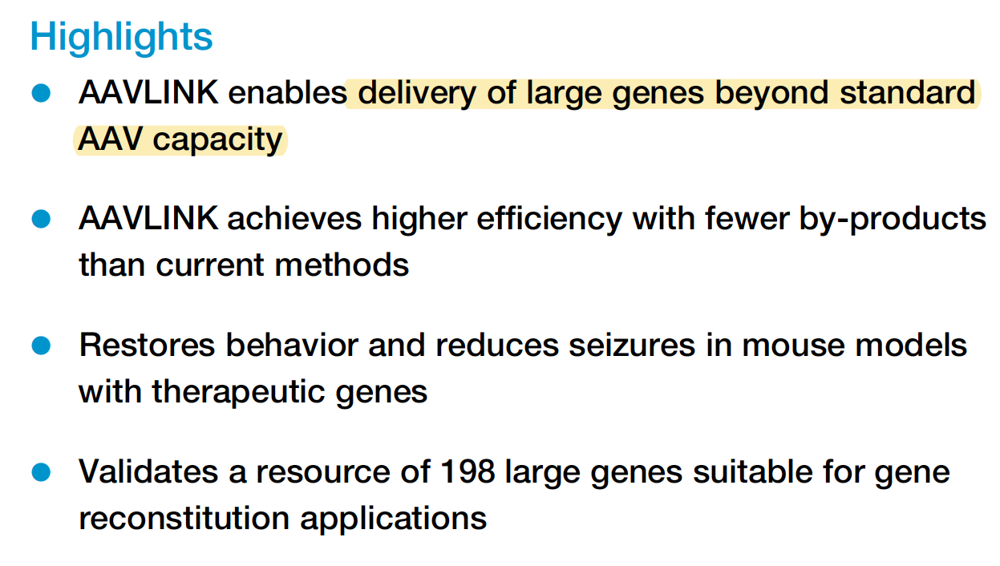 Highlights
AAVLINK enables delivery of large genes beyond standard
AAV capacity
AAVLINK achieves higher efficiency with fewer by-products
than current methods
Restores behavior and reduces seizures in mouse models
with therapeutic genes
Validates a resource of 198 large genes suitable for gene
reconstitution applications